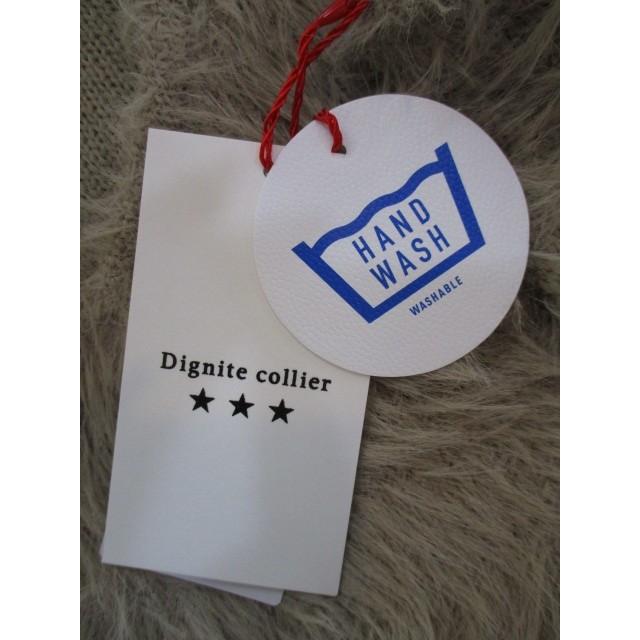 HAND
WASH
WASHABLE
Dignite collier
★ ★ ★